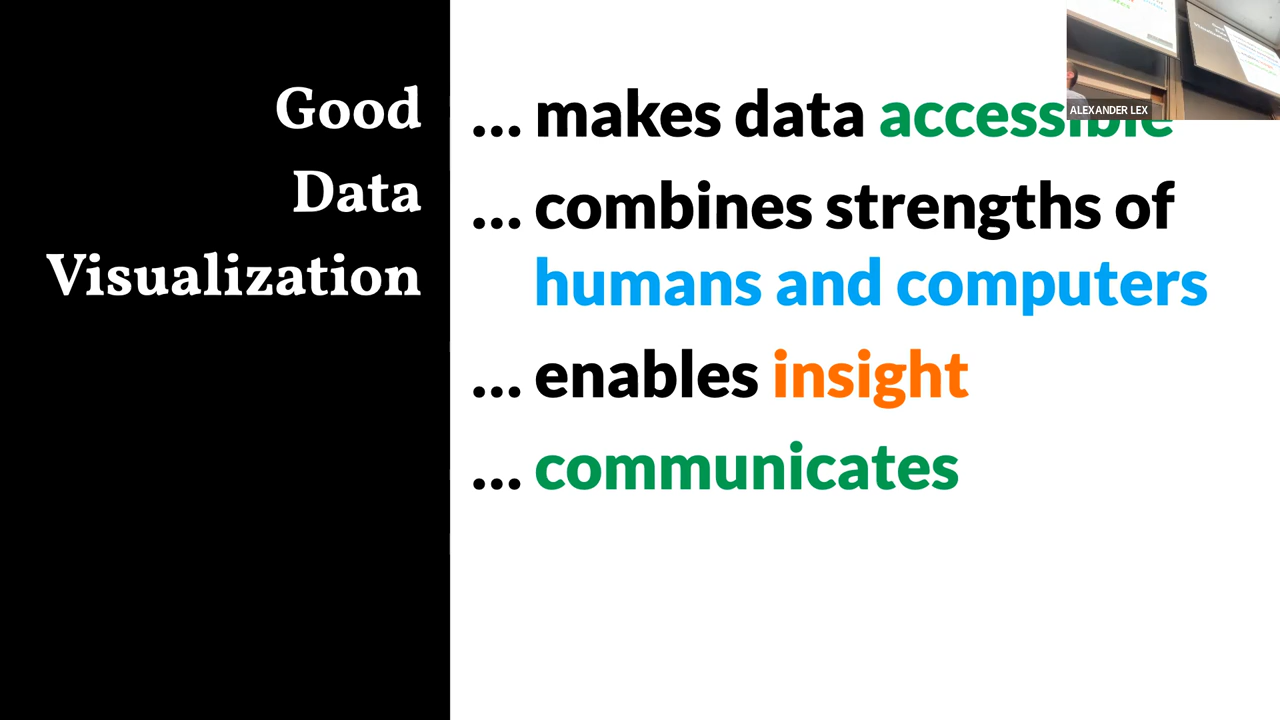 Good
Data
Visualization
... makes data accessible
... combines strengths of
humans and computers
... enables insight
... communicates
ALEXANDER LEX